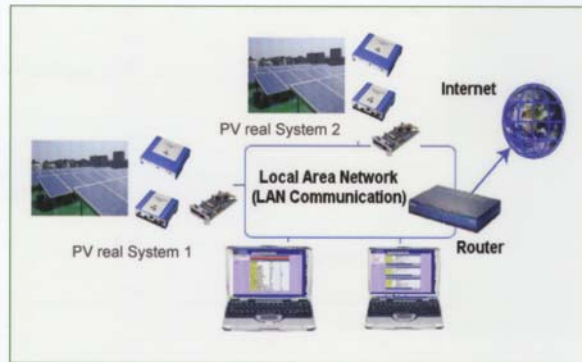 Internet
PV real System 2
Local Area Network
(LAN Communication)
PV real System 1
Router